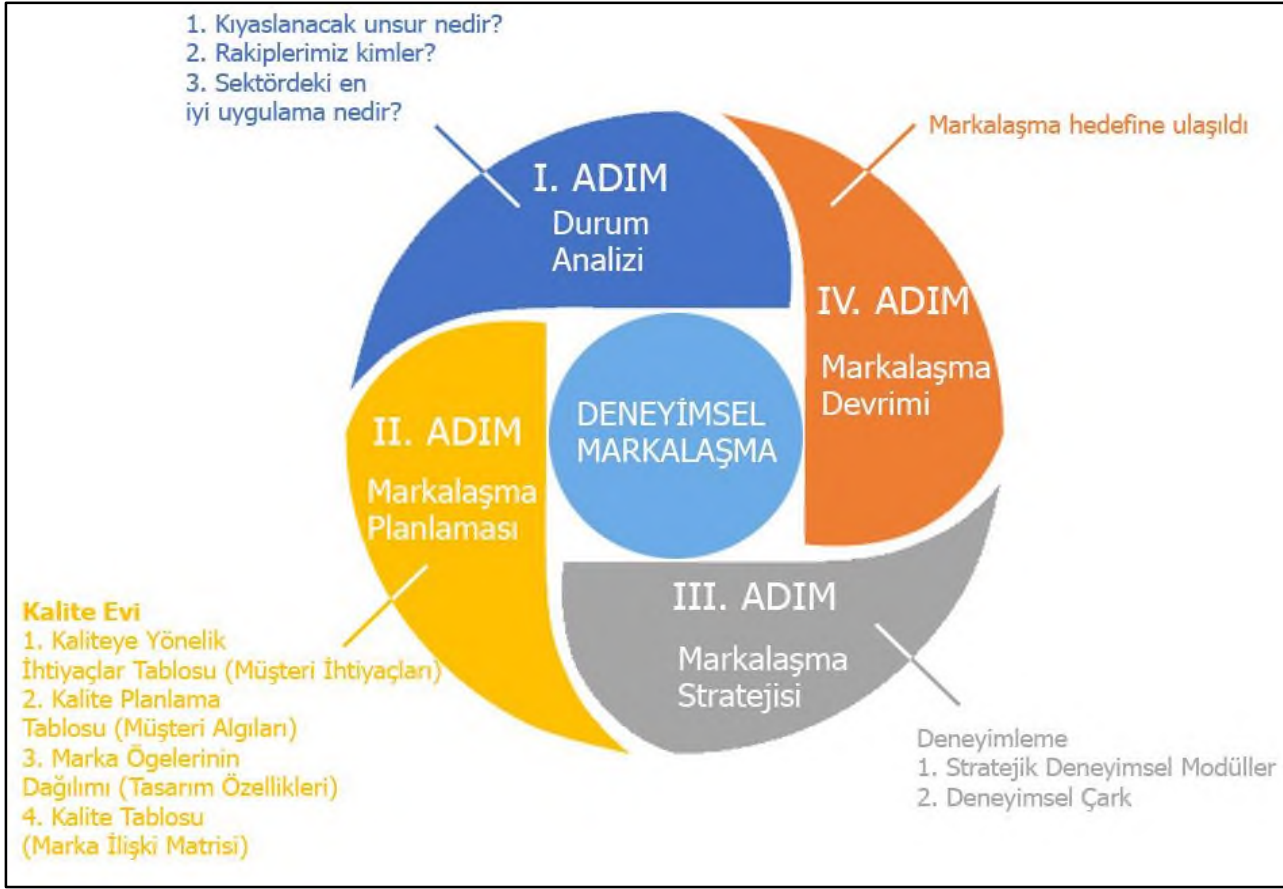 1. Kıyaslanacak unsur nedir?
2. Rakiplerimiz kimler?
3. Sektördeki en
iyi uygulama nedir?
I. ADIM
Durum
Analizi
Markalaşma hedefine ulaşıldı
IV. ADIM
Markalaşma
Devrimi
DENEYİMSEL
MARKALAŞMA
II. ADIM
Markalaşma
Planlaması
Kalite Evi
1. Kaliteye Yönelik
İhtiyaçlar Tablosu (Müşteri İhtiyaçları)
2. Kalite Planlama
Tablosu (Müşteri Algıları)
3. Marka Ögelerinin
Dağılımı (Tasarım Özellikleri)
4. Kalite Tablosu
(Marka İlişki Matrisi)
III. ADIM
Markalaşma
Stratejisi
Deneyimleme
1. Stratejik Deneyimsel Modüller
2. Deneyimsel Çark